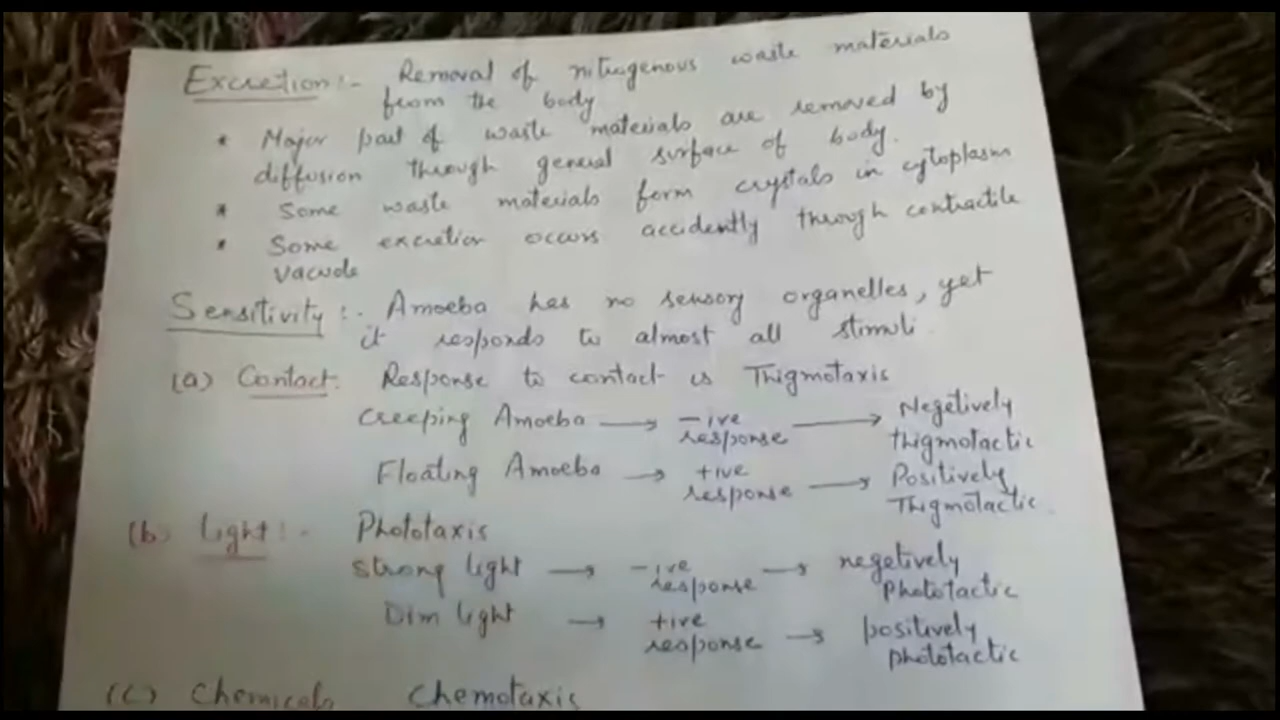 Excretion :- Removal of nitrogenous waste materials
from the body
* Major part of waste materials are removed by
diffusion through general surface of body.
* Some waste materials form crystals in cytoplasm
* Some excretion occurs accidently through contractile
vacuole
Sensitivity :- Amoeba has no sensory organelles, yet
it responds to almost all stimuli.
(a) Contact: Response to contact is Thigmotaxis
Creeping Amoeba → -ive response → Negetively thigmotactic
Floating Amoeba → +ive response → Positively Thigmotactic.
(b) Light :- Phototaxis
Strong light → -ive response → negetively Phototactic
Dim light → +ive response → positively phototactic
(c) Chemicals Chemotaxis